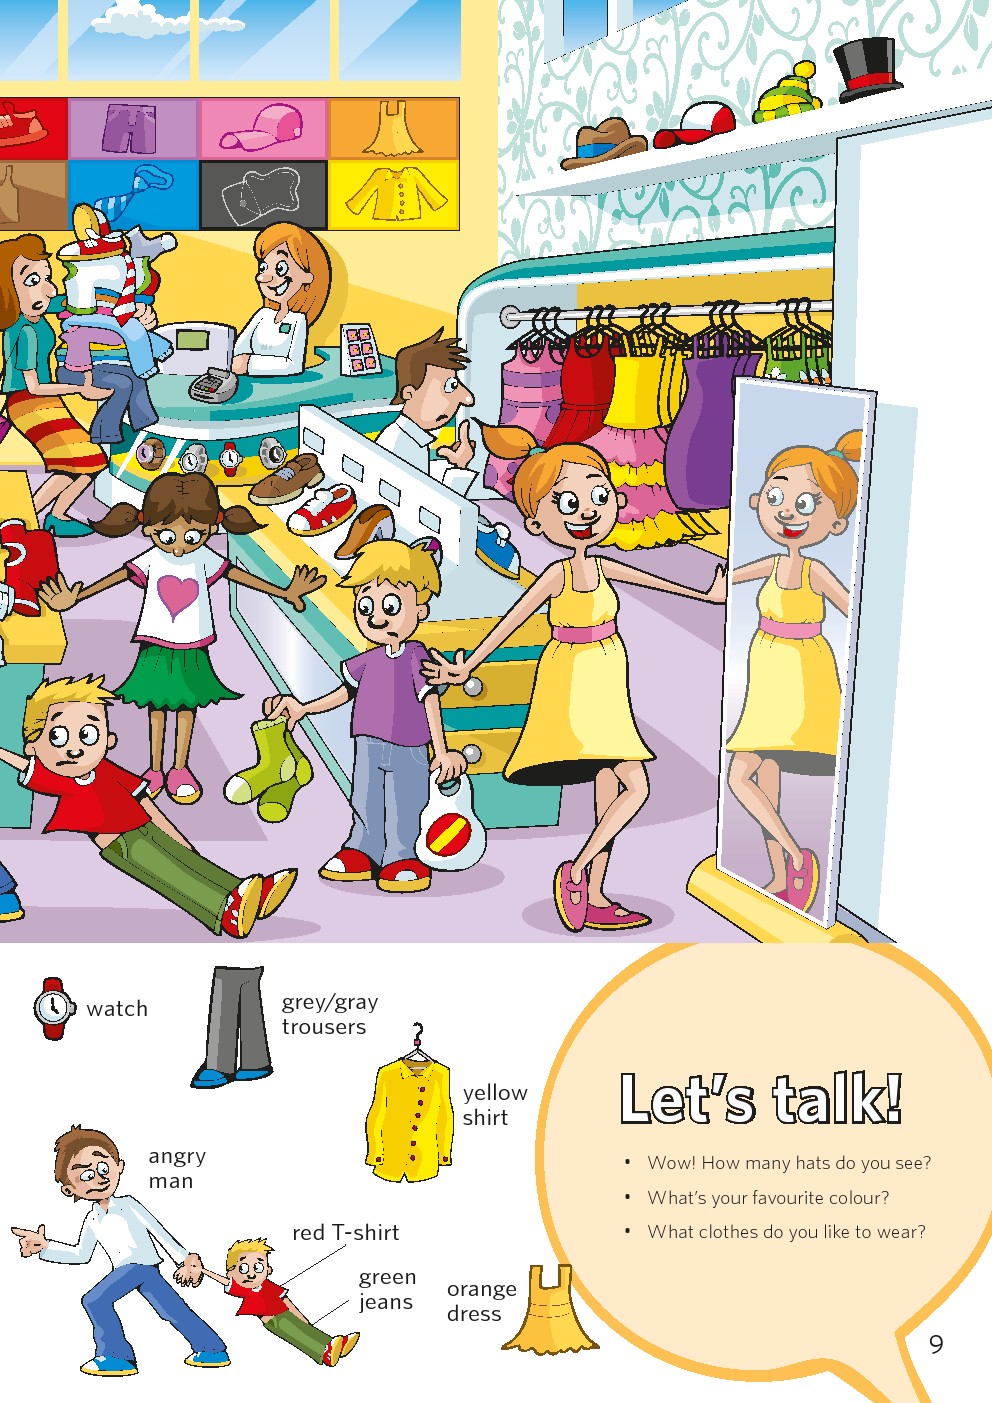 watch
grey/gray
trousers
yellow
shirt
angry
man
red T-shirt
green
jeans
orange
dress
Let's talk!
• Wow! How many hats do you see?
• What's your favourite colour?
• What clothes do you like to wear?
9